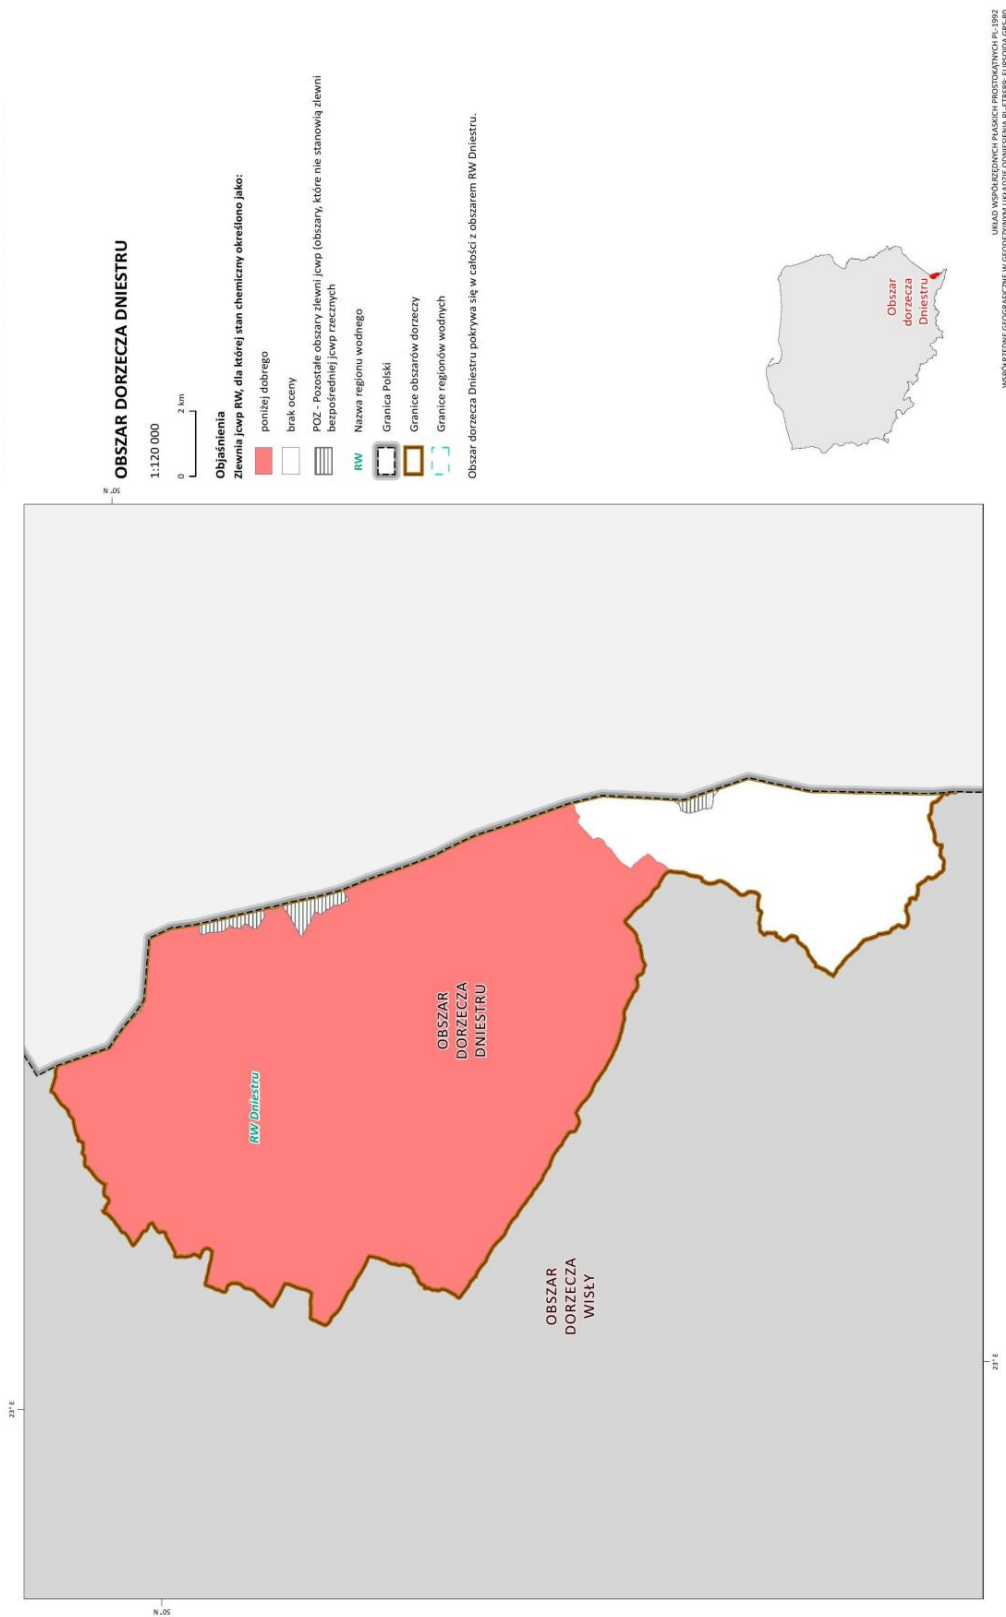 OBSZAR DORZECZA DNIESTRU
1:120 000
0 2 km
Objaśnienia
Zlewnia jcwp RW, dla której stan chemiczny określono jako:
poniżej dobrego
brak oceny
POZ - Pozostałe obszary zlewni jcwp (obszary, które nie stanowią zlewni
bezpośredniej jcwp rzecznych
RW Nazwa regionu wodnego
Granica Polski
Granice obszarów dorzeczy
Granice regionów wodnych
Obszar dorzecza Dniestru pokrywa się w całości z obszarem RW Dniestru.
Obszar
dorzecza
Dniestru
UKŁAD WSPÓŁRZĘDNYCH PŁASKICH PROSTOKĄTNYCH PL-1992
23° E
50° N
RW Dniestru
OBSZAR
DORZECZA
DNIESTRU
OBSZAR
DORZECZA
WISŁY
50° N
23° E